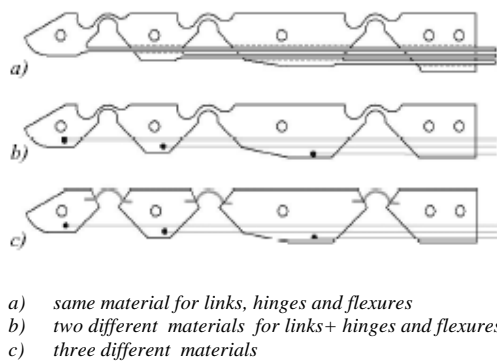 a)
b)
c)
a) same material for links, hinges and flexures
b) two different materials for links+ hinges and flexures
c) three different materials